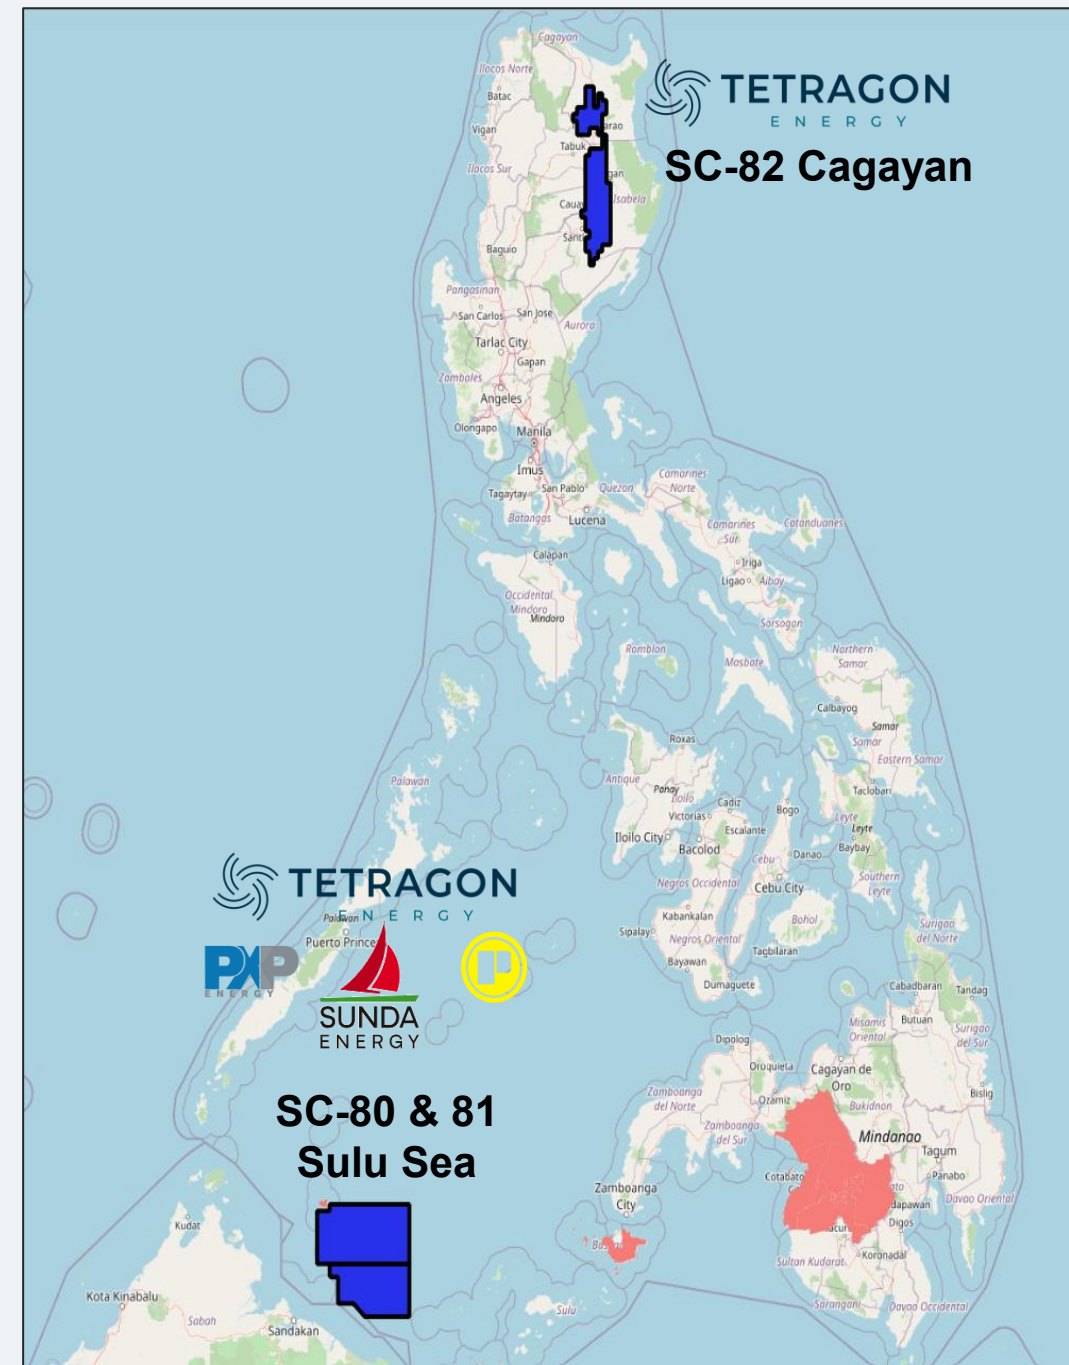 Cagayan
Ilocos Norte
Batac
TETRAGON
ENERGY
Vigan
Tabuk
SC-82 Cagayan
Ilocos Sur
Isabela
Baguio
Pangasinan
San Carlos
San Jose
Aurora
Tarlac City
Gapan
Zambales
Angeles
Olongapo
Manila
Imus
Camarines
Norte
Tagaytay
San Pablo
Quezon
Batangas
Lucena
Camarines
Sur
Catanduanes
Calapan
Iriga
Ligao
Albay
Occidental
Mindoro
Mindoro
Sorsogon
Romblon
Masbate
Northern
Samar
Calbayog
Samar
Samar
Roxas
Eastern Samar
Palawan
Antique
Panay
Iloilo
Cadiz
Bogo
Tacloban
Victorias
Escalante
Leyte
Leyte
Iloilo City
Bacolod
Cebu
Danao
Baybay
TETRAGON
ENERGY
Negros Occidental
Cebu City
Southern
Leyte
Palawan
Kabankalan
Bohol
Surigao
del Norte
Puerto Prince
Sipalay
Negros Oriental
Tagbilaran
PXP
ENERGY
Bayawan
Dumaguete
Cabadbaran
Tandag
SUNDA
ENERGY
Misamis
Oriental
Butuan
Surigao
del Sur
Dipolog
Oroquieta
Cagayan de
Oro
Zamboanga
del Norte
Ozamiz
Bukidnon
Bislig
SC-80 & 81
Sulu Sea
Zamboanga
del Sur
Mindanao
Tagum
Zamboanga
City
Cotabato
Panabo
Davao Oriental
dapawan
Kudat
Digos
Koronadal
Sultan Kudarat
Kota Kinabalu
Sabah
Sandakan
Sulu
Sarangani
Davao Occidental